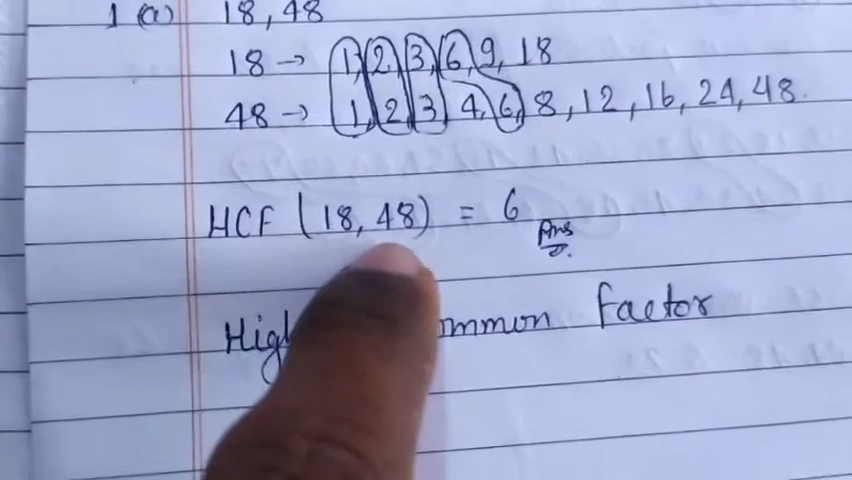 1 (a) 18, 48
18 → 1, 2, 3, 6, 9, 18
48 → 1, 2, 3, 4, 6, 8, 12, 16, 24, 48.
HCF (18, 48) = 6 Ans
Factor